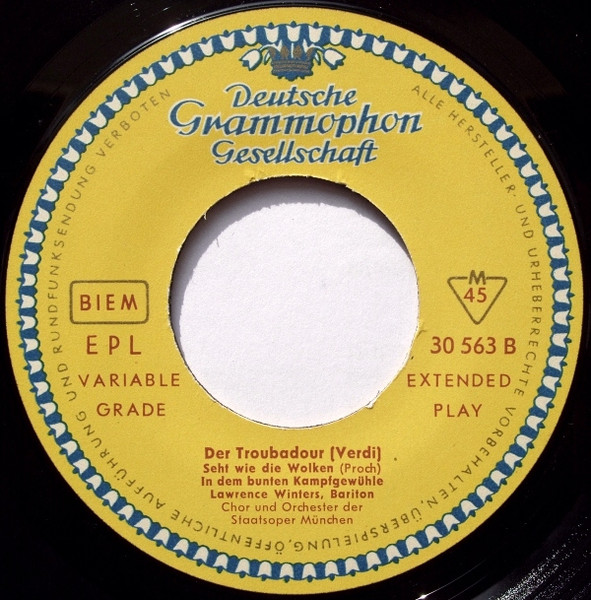 Deutsche
Grammophon
Gesellschaft
ALLE HERSTELLER- UND URHEBERRECHTE VORBEHALTEN, ÜBERSPIELUNG, ÖFFENTLICHE AUFFÜHRUNG UND RUNDFUNKSENDUNG VERBOTEN
BIEM
M
45
EPL
30 563 B
VARIABLE
GRADE
EXTENDED
PLAY
Der Troubadour (Verdi)
Seht wie die Wolken (Proch)
In dem bunten Kampfgewühle
Lawrence Winters, Bariton
Chor und Orchester der
Staatsoper München